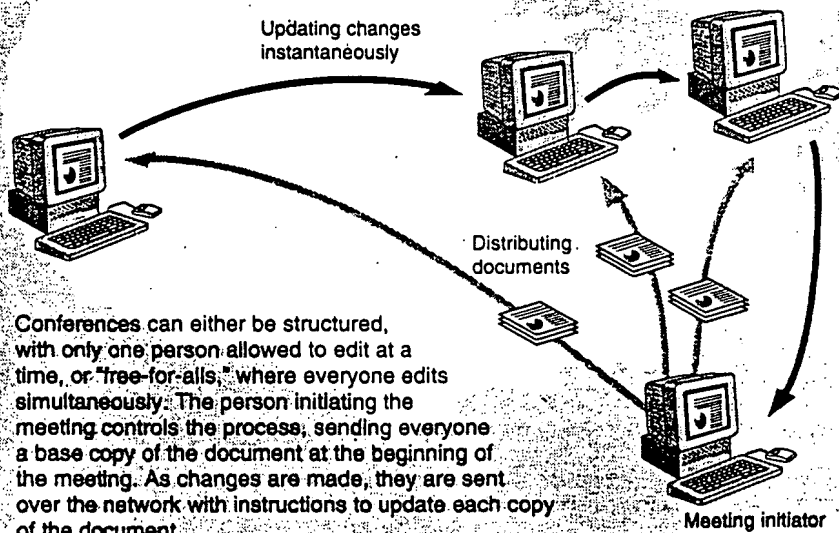 Updating changes
instantaneously
Distributing
documents
Conferences can either be structured,
with only one person allowed to edit at a
time, or "free-for-alls," where everyone edits
simultaneously. The person initiating the
meeting controls the process, sending everyone
a base copy of the document at the beginning of
the meeting. As changes are made, they are sent
over the network with instructions to update each copy
of the document.
Meeting initiator